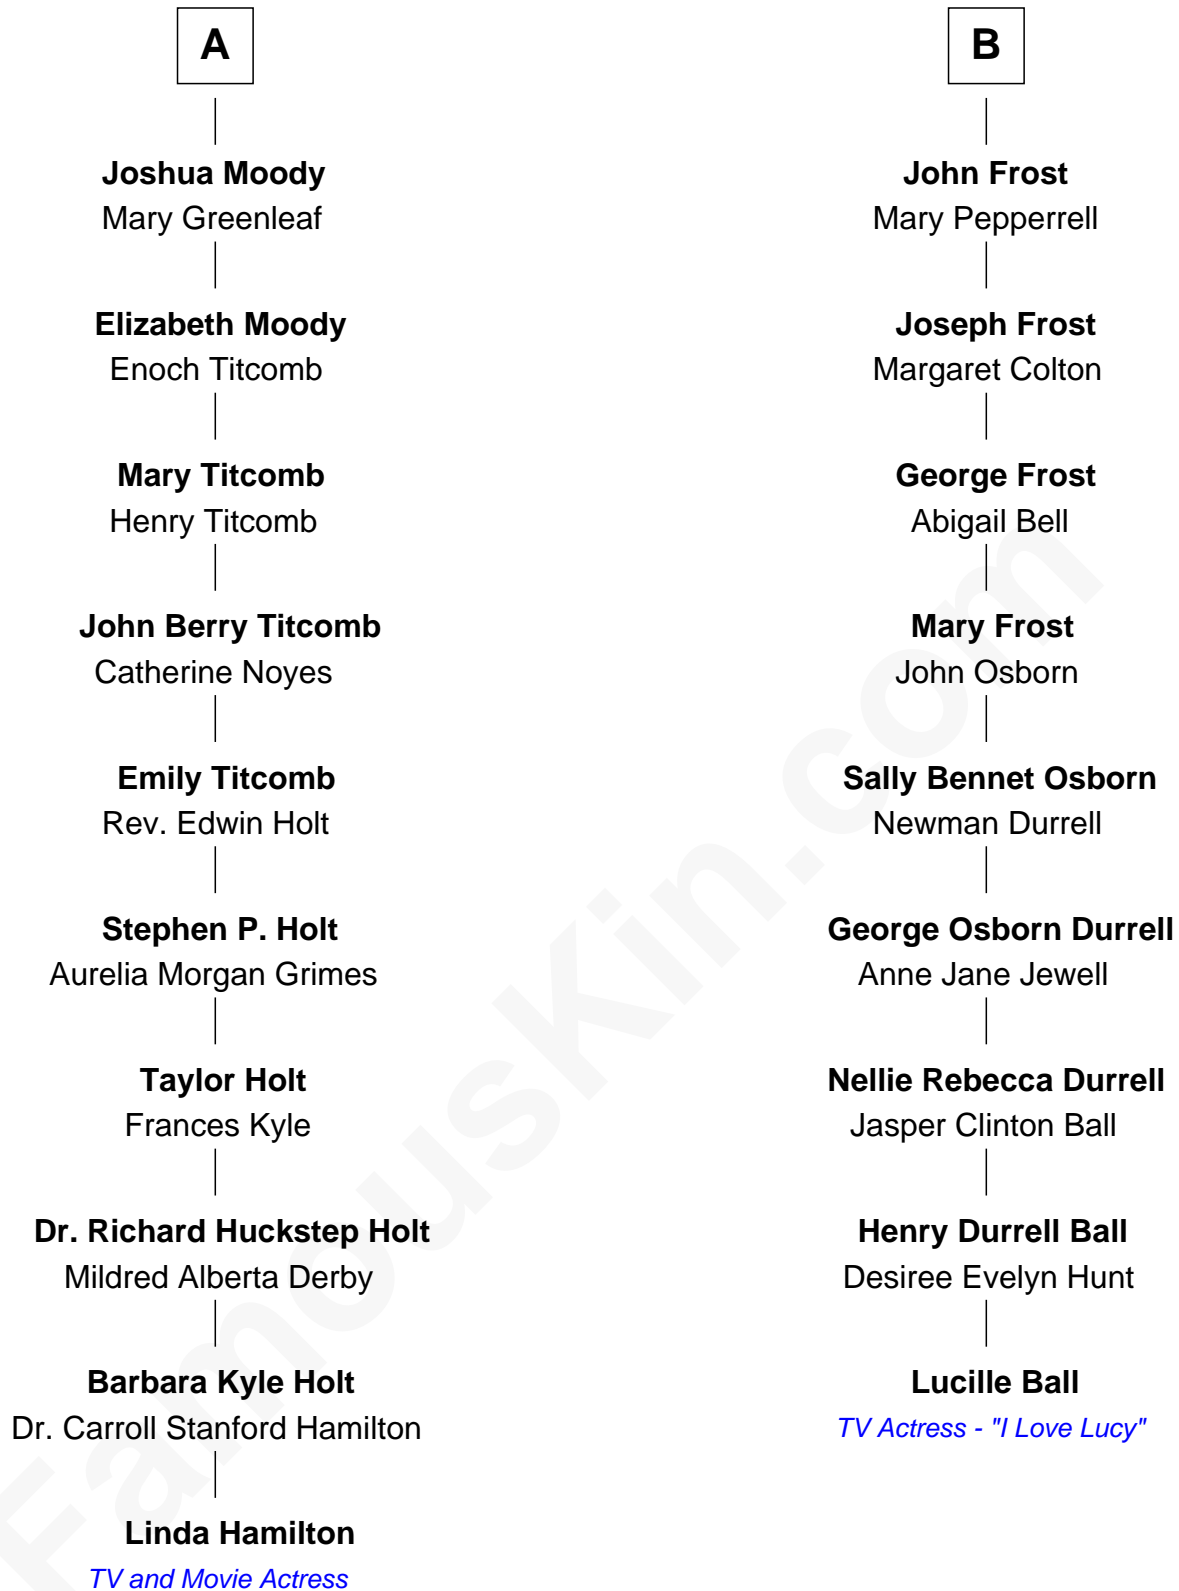 A
Joshua Moody
Mary Greenleaf
Elizabeth Moody
Enoch Titcomb
Mary Titcomb
Henry Titcomb
John Berry Titcomb
Catherine Noyes
Emily Titcomb
Rev. Edwin Holt
Stephen P. Holt
Aurelia Morgan Grimes
Taylor Holt
Frances Kyle
Dr. Richard Huckstep Holt
Mildred Alberta Derby
Barbara Kyle Holt
Dr. Carroll Stanford Hamilton
Linda Hamilton
TV and Movie Actress
B
John Frost
Mary Pepperrell
Joseph Frost
Margaret Colton
George Frost
Abigail Bell
Mary Frost
John Osborn
Sally Bennet Osborn
Newman Durrell
George Osborn Durrell
Anne Jane Jewell
Nellie Rebecca Durrell
Jasper Clinton Ball
Henry Durrell Ball
Desiree Evelyn Hunt
Lucille Ball
TV Actress - "I Love Lucy"
FamousKin.com